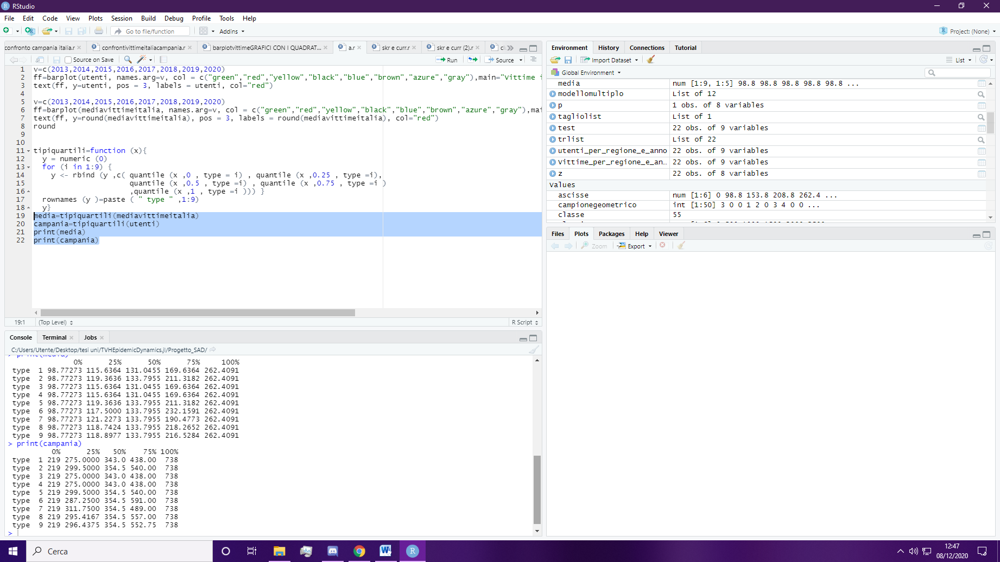 RStudio
File Edit Code View Plots Session Build Debug Profile Tools Help
Go to file/function Addins Project: (None)
confronto campania italia.r confrontivittimeitaliacampania.r barplotvittimeGRAFICI CON I QUADRAT... a.r skr e curr.r skr e curr (2).r
Source on Save Run Source
1 v=c(2013,2014,2015,2016,2017,2018,2019,2020)
2 ff=barplot(utenti, names.arg=v, col = c("green","red","yellow","black","blue","brown","azure","gray"),main="Vittime i
3 text(ff, y=utenti, pos = 3, labels = utenti, col="red")
4
5 v=c(2013,2014,2015,2016,2017,2018,2019,2020)
6 ff=barplot(mediavittimeitalia, names.arg=v, col = c("green","red","yellow","black","blue","brown","azure","gray"),mai
7 text(ff, y=round(mediavittimeitalia), pos = 3, labels = round(mediavittimeitalia), col="red")
8 round
9
10
11 tipiquartili=function (x){
12 y = numeric (0)
13 for (i in 1:9) {
14 y <- rbind (y ,c( quantile (x ,0 , type = i) , quantile (x ,0.25 , type =i),
15 quantile (x ,0.5 , type =i) , quantile (x ,0.75 , type =i )
16 ,quantile (x ,1 , type =i ))) }
17 rownames (y )=paste ( " type " ,1:9)
18 y}
19 media=tipiquartili(mediavittimeitalia)
20 campania=tipiquartili(utenti)
21 print(media)
22 print(campania)
19:1 (Top Level) R Script
Console Terminal Jobs
C:/Users/Utente/Desktop/tesi uni/TVHEpidemicDynamics.jl/Progetto_SAD/
> print(media)
0% 25% 50% 75% 100%
type 1 98.77273 115.6364 131.0455 169.6364 262.4091
type 2 98.77273 119.3636 133.7955 211.3182 262.4091
type 3 98.77273 115.6364 131.0455 169.6364 262.4091
type 4 98.77273 115.6364 131.0455 169.6364 262.4091
type 5 98.77273 119.3636 133.7955 211.3182 262.4091
type 6 98.77273 117.5000 133.7955 232.1591 262.4091
type 7 98.77273 121.2273 133.7955 190.4773 262.4091
type 8 98.77273 118.7424 133.7955 218.2652 262.4091
type 9 98.77273 118.8977 133.7955 216.5284 262.4091
> print(campania)
0% 25% 50% 75% 100%
type 1 219 275.0000 343.0 438.00 738
type 2 219 299.5000 354.5 540.00 738
type 3 219 275.0000 343.0 438.00 738
type 4 219 275.0000 343.0 438.00 738
type 5 219 299.5000 354.5 540.00 738
type 6 219 287.2500 354.5 591.00 738
type 7 219 311.7500 354.5 489.00 738
type 8 219 295.4167 354.5 557.00 738
type 9 219 296.4375 354.5 552.75 738
>
Environment History Connections Tutorial
Import Dataset List
Global Environment
media num [1:9, 1:5] 98.8 98.8 98.8 98.8 98.8 ...
modellomultiplo List of 12
p 1 obs. of 8 variables
tagliolist List of 1
test 22 obs. of 9 variables
trlist List of 22
utenti_per_regione_e_anno 22 obs. of 9 variables
Vittime_per_regione_e_an... 22 obs. of 9 variables
z 22 obs. of 8 variables
Values
ascisse num [1:6] 0 98.8 153.8 208.8 262.4 ...
campionegeometrico int [1:50] 3 0 0 1 2 0 3 4 0 0 ...
classe 55
Files Plots Packages Help Viewer
Zoom Export
Cerca
12:47
08/12/2020